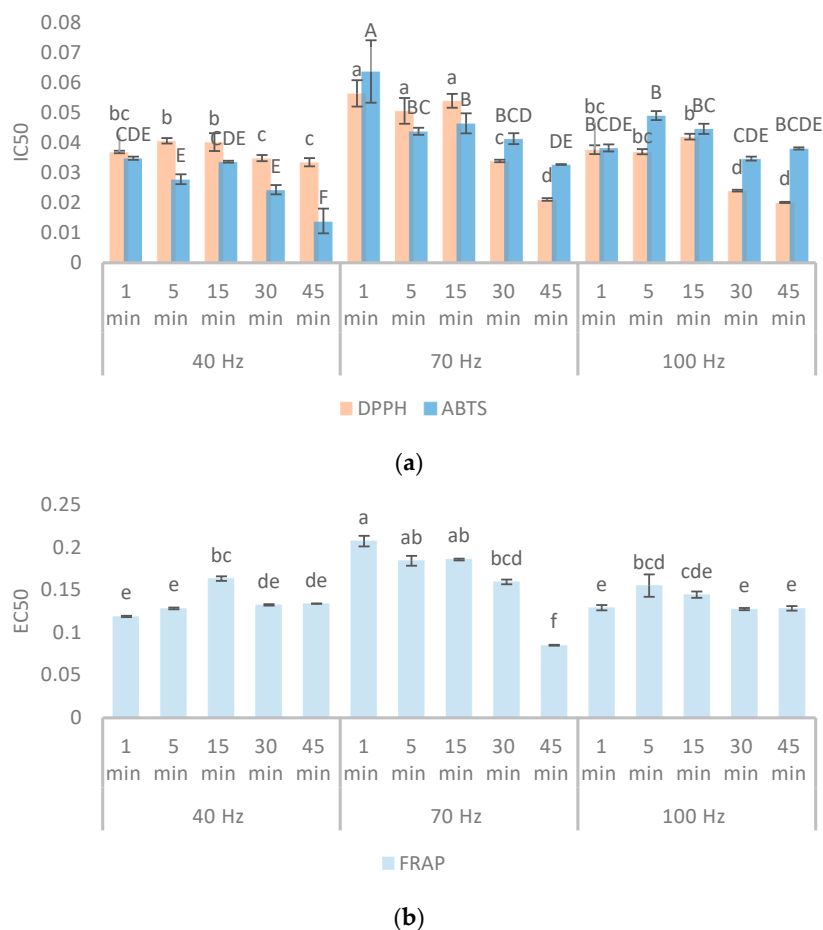 0.08
0.07
0.06
0.05
0.04
0.03
0.02
0.01
0
IC50
bc CDE b E b CDE c E c F a A a BC a B c BCD d DE bc BCDE bc B b BC d CDE d BCDE
1 5 15 30 45 1 5 15 30 45 1 5 15 30 45
min min min min min min min min min min min min min min min
40 Hz 70 Hz 100 Hz
DPPH ABTS
(a)
0.25
0.2
0.15
0.1
0.05
0
EC50
e e bc de de a ab ab bcd f e bcd cde e e
1 5 15 30 45 1 5 15 30 45 1 5 15 30 45
min min min min min min min min min min min min min min min
40 Hz 70 Hz 100 Hz
FRAP
(b)